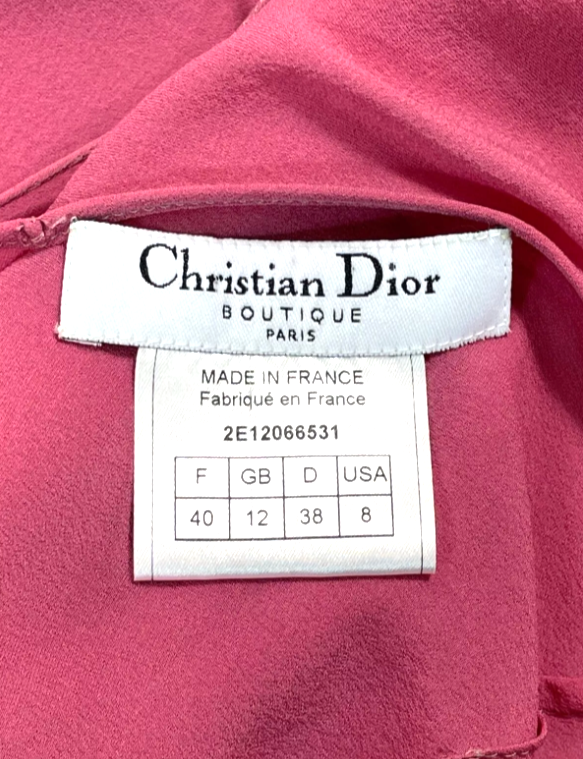 Christian Dior
BOUTIQUE
PARIS
MADE IN FRANCE
Fabriqué en France
2E12066531
F GB D USA
40 12 38 8